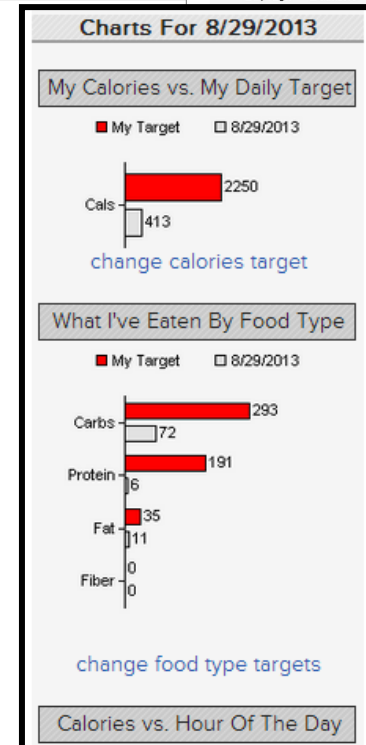 Charts For 8/29/2013
My Calories vs. My Daily Target
My Target 8/29/2013
Cals 2250
413
change calories target
What I've Eaten By Food Type
My Target 8/29/2013
Carbs 293
72
Protein 191
6
Fat 35
11
Fiber 0
0
change food type targets
Calories vs. Hour Of The Day